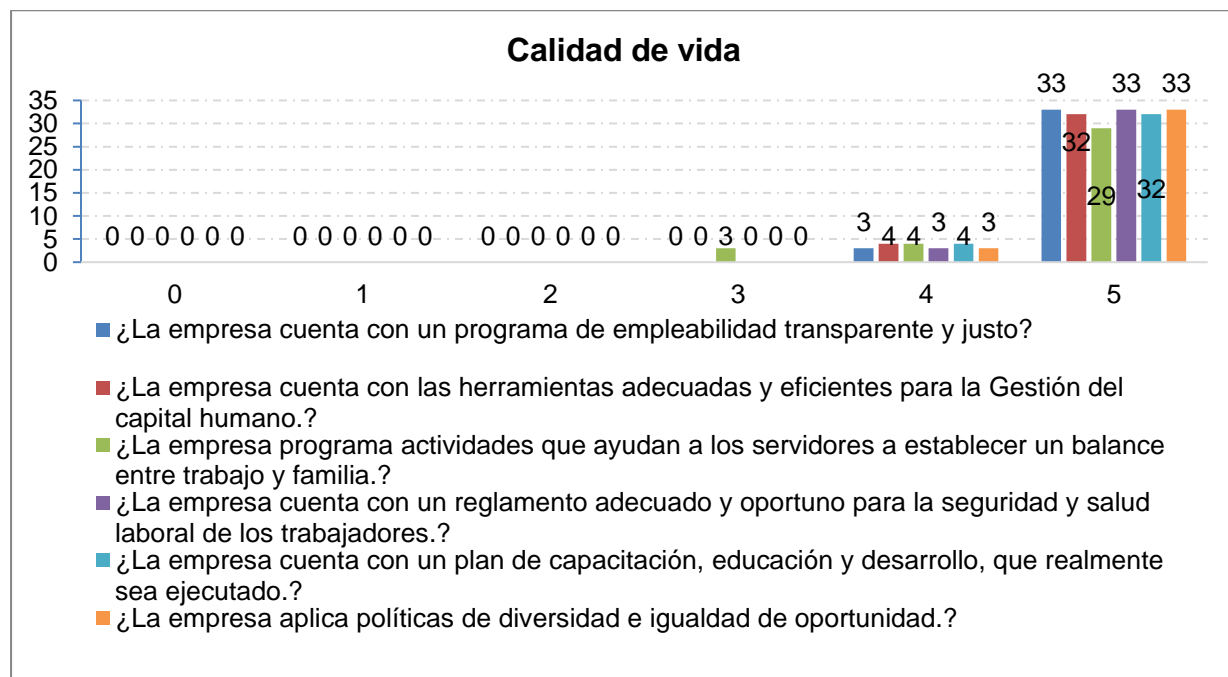 Calidad de vida
33 33 33
35
30
25
20
15
10
5
0
32
29
32
0 0 0 0 0 0
0 0 0 0 0 0
0 0 0 0 0 0
0 0 3 0 0 0
3 4 4 3 4 3
0 1 2 3 4 5
¿La empresa cuenta con un programa de empleabilidad transparente y justo?
¿La empresa cuenta con las herramientas adecuadas y eficientes para la Gestión del
capital humano.?
¿La empresa programa actividades que ayudan a los servidores a establecer un balance
entre trabajo y familia.?
¿La empresa cuenta con un reglamento adecuado y oportuno para la seguridad y salud
laboral de los trabajadores.?
¿La empresa cuenta con un plan de capacitación, educación y desarrollo, que realmente
sea ejecutado.?
¿La empresa aplica políticas de diversidad e igualdad de oportunidad.?